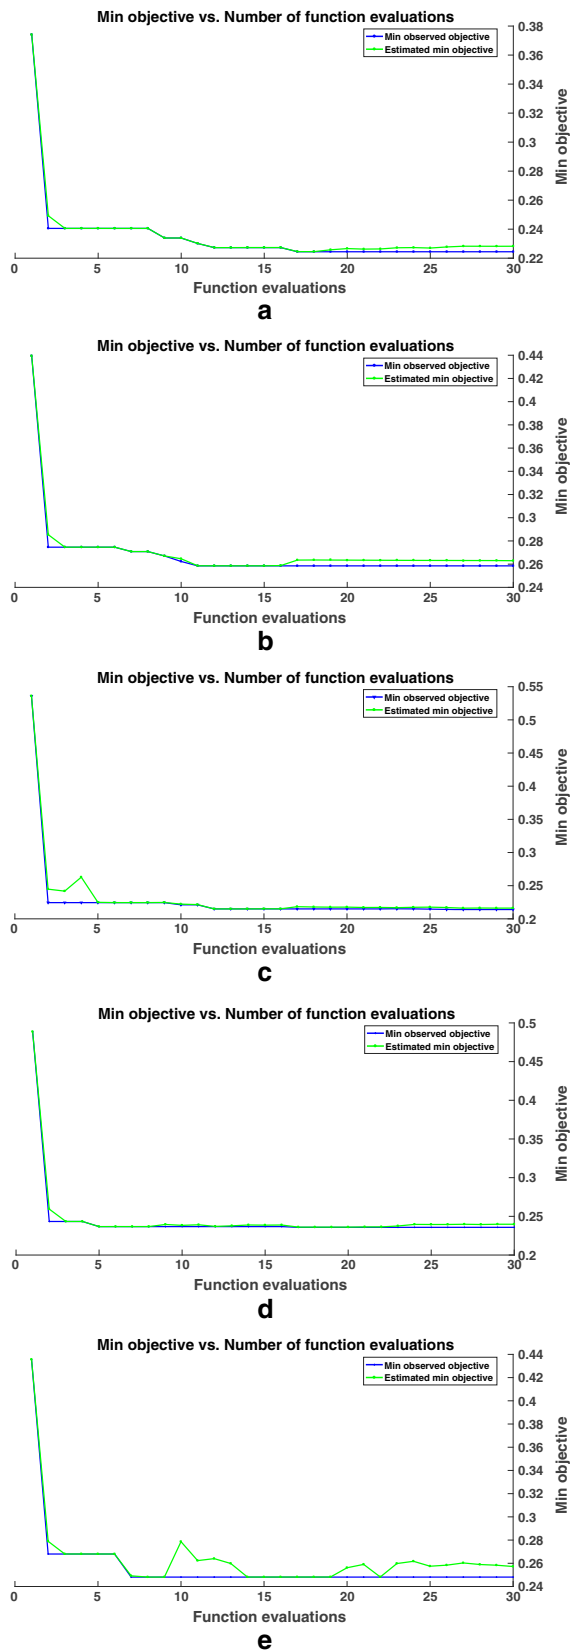 Min objective vs. Number of function evaluations
Min observed objective
Estimated min objective
0.38
0.36
0.34
0.32
0.3
0.28
0.26
0.24
0.22
Min objective
0 5 10 15 20 25 30
Function evaluations
a
Min objective vs. Number of function evaluations
Min observed objective
Estimated min objective
0.44
0.42
0.4
0.38
0.36
0.34
0.32
0.3
0.28
0.26
0.24
Min objective
0 5 10 15 20 25 30
Function evaluations
b
Min objective vs. Number of function evaluations
Min observed objective
Estimated min objective
0.55
0.5
0.45
0.4
0.35
0.3
0.25
0.2
Min objective
0 5 10 15 20 25 30
Function evaluations
c
Min objective vs. Number of function evaluations
Min observed objective
Estimated min objective
0.5
0.45
0.4
0.35
0.3
0.25
0.2
Min objective
0 5 10 15 20 25 30
Function evaluations
d
Min objective vs. Number of function evaluations
Min observed objective
Estimated min objective
0.44
0.42
0.4
0.38
0.36
0.34
0.32
0.3
0.28
0.26
0.24
Min objective
0 5 10 15 20 25 30
Function evaluations
e